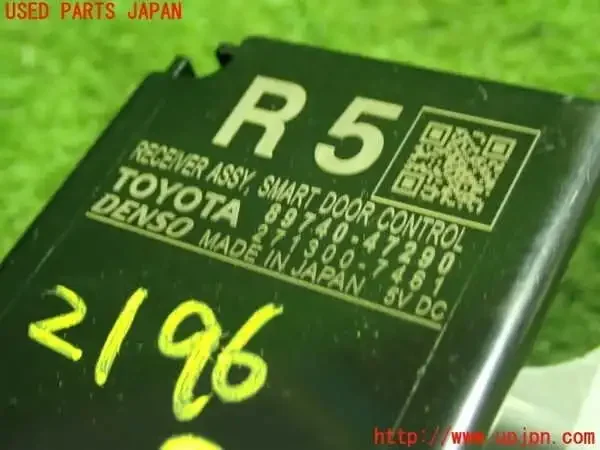 USED PARTS JAPAN
R5
RECEIVER ASSY, SMART DOOR CONTROL
TOYOTA 89740-47290
DENSO 271300-7461
MADE IN JAPAN 5V DC
2196
http://www.unjpn.com